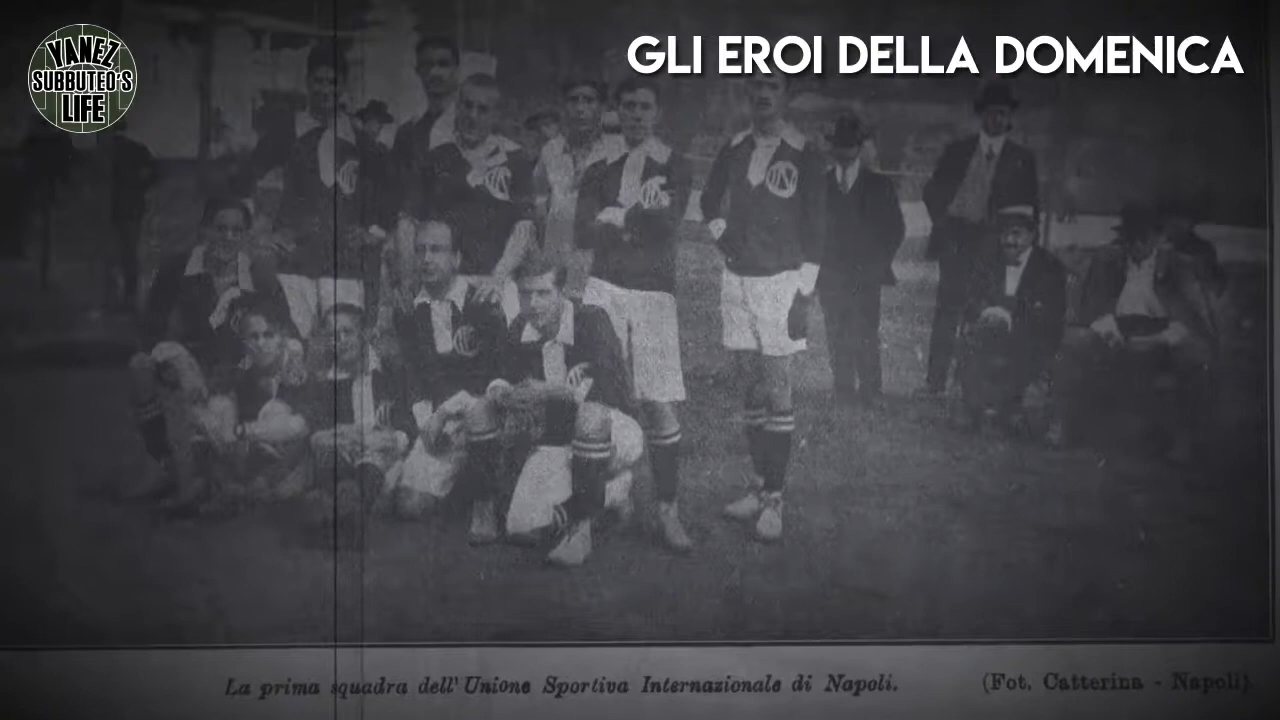 YANEZ
SUBBUTEO'S
LIFE
GLI EROI DELLA DOMENICA
La prima squadra dell' Unione Sportiva Internazionale di Napoli.
(Fot. Catterina - Napoli).